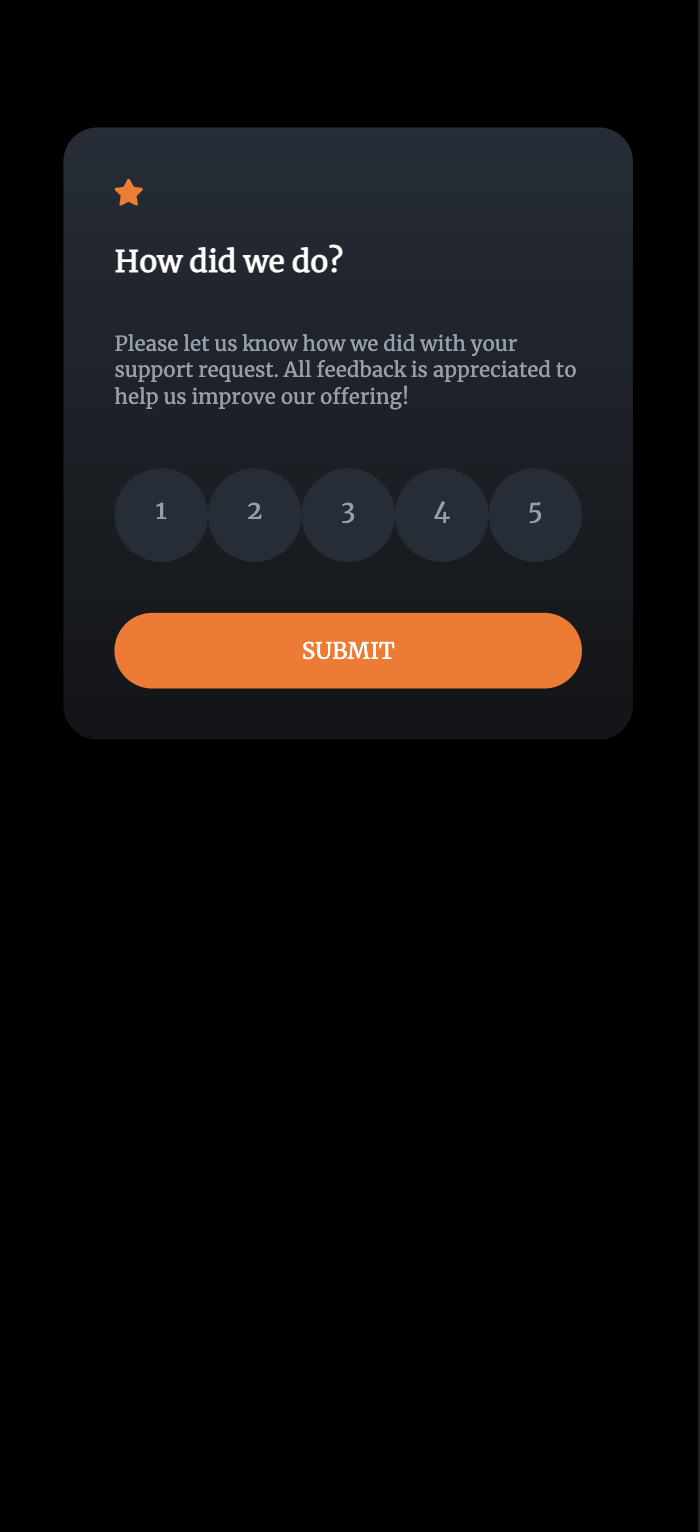 How did we do?
Please let us know how we did with your
support request. All feedback is appreciated to
help us improve our offering!
1 2 3 4 5
SUBMIT